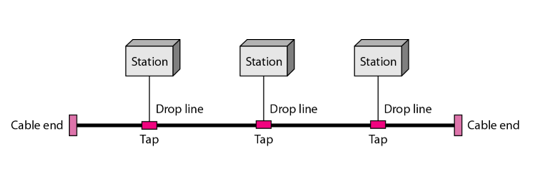 Station Station Station
Drop line Drop line Drop line
Cable end Cable end
Tap Tap Tap